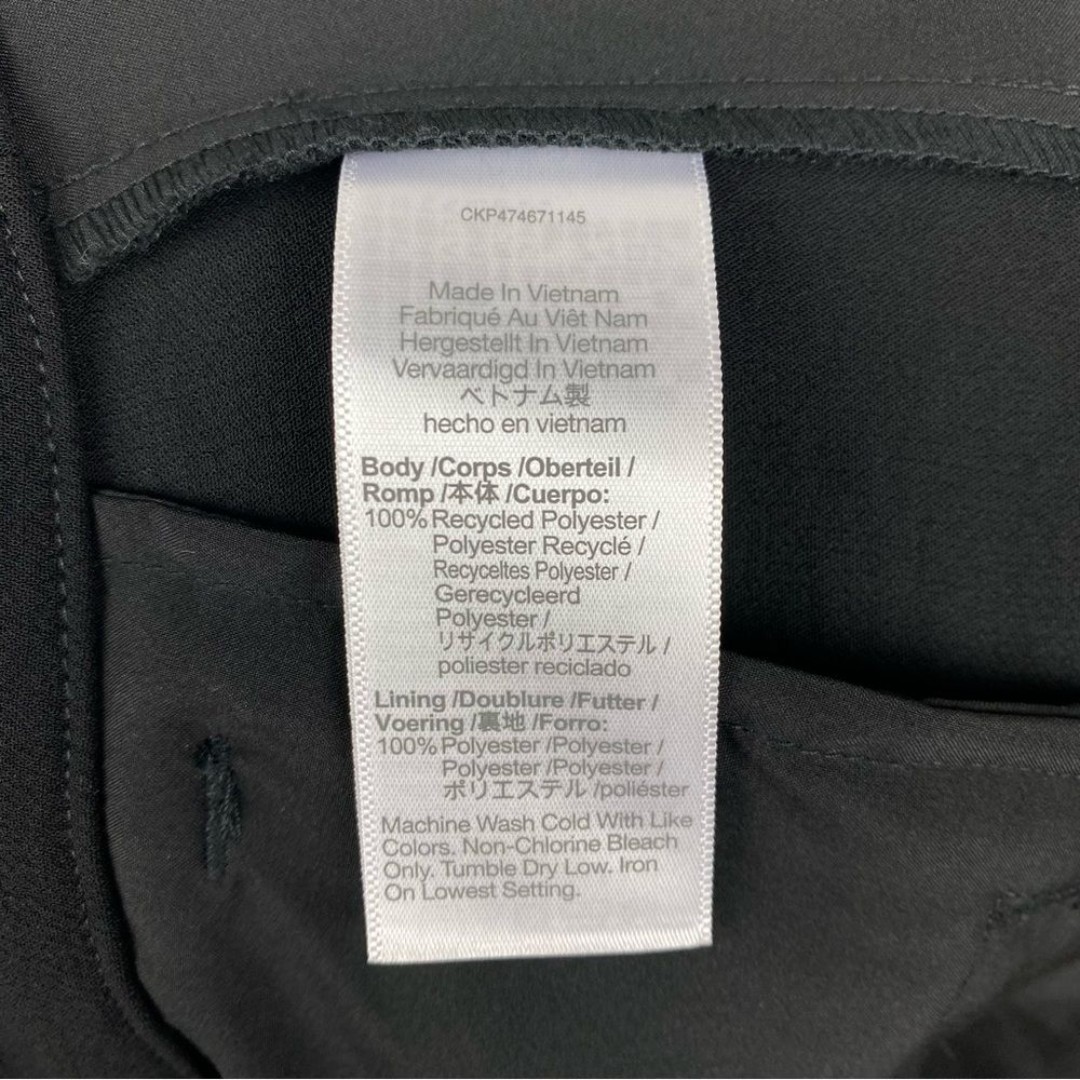 CKP474671145
Made In Vietnam
Fabriqué Au Viêt Nam
Hergestellt In Vietnam
Vervaardigd In Vietnam
ベトナム製
hecho en vietnam
Body /Corps /Oberteil /
Romp /本体 /Cuerpo:
100% Recycled Polyester /
Polyester Recyclé /
Recyceltes Polyester /
Gerecycleerd
Polyester /
リサイクルポリエステル /
poliester reciclado
Lining /Doublure /Futter /
Voering /裏地 /Forro:
100% Polyester /Polyester /
Polyester /Polyester /
ポリエステル /poliéster
Machine Wash Cold With Like
Colors. Non-Chlorine Bleach
Only. Tumble Dry Low. Iron
On Lowest Setting.